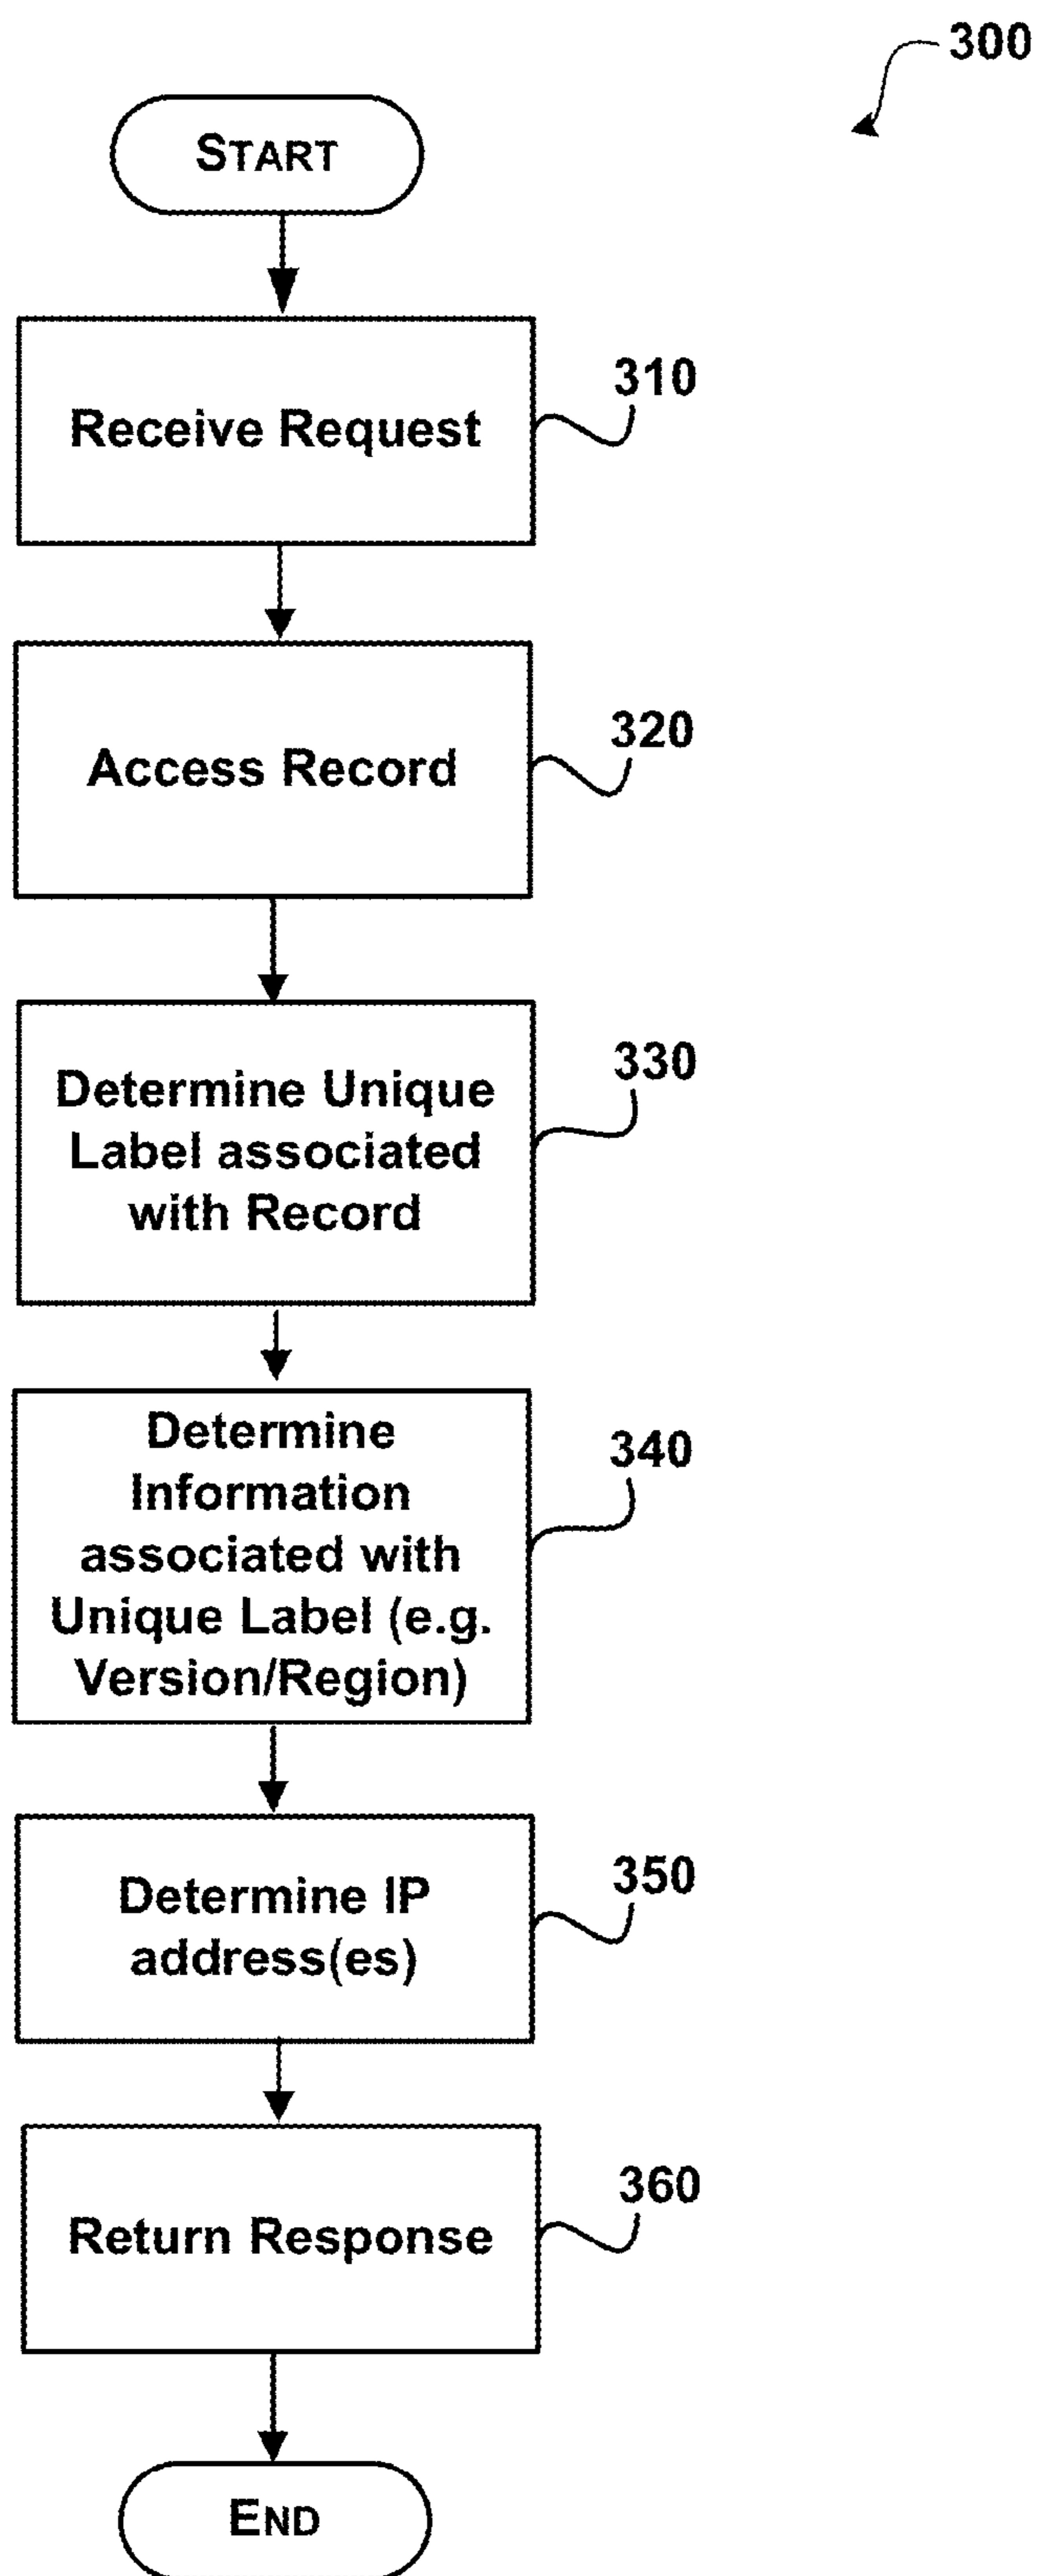 300
START
310
Receive Request
320
Access Record
330
Determine Unique
Label associated
with Record
340
Determine
Information
associated with
Unique Label (e.g.
Version/Region)
350
Determine IP
address(es)
360
Return Response
END